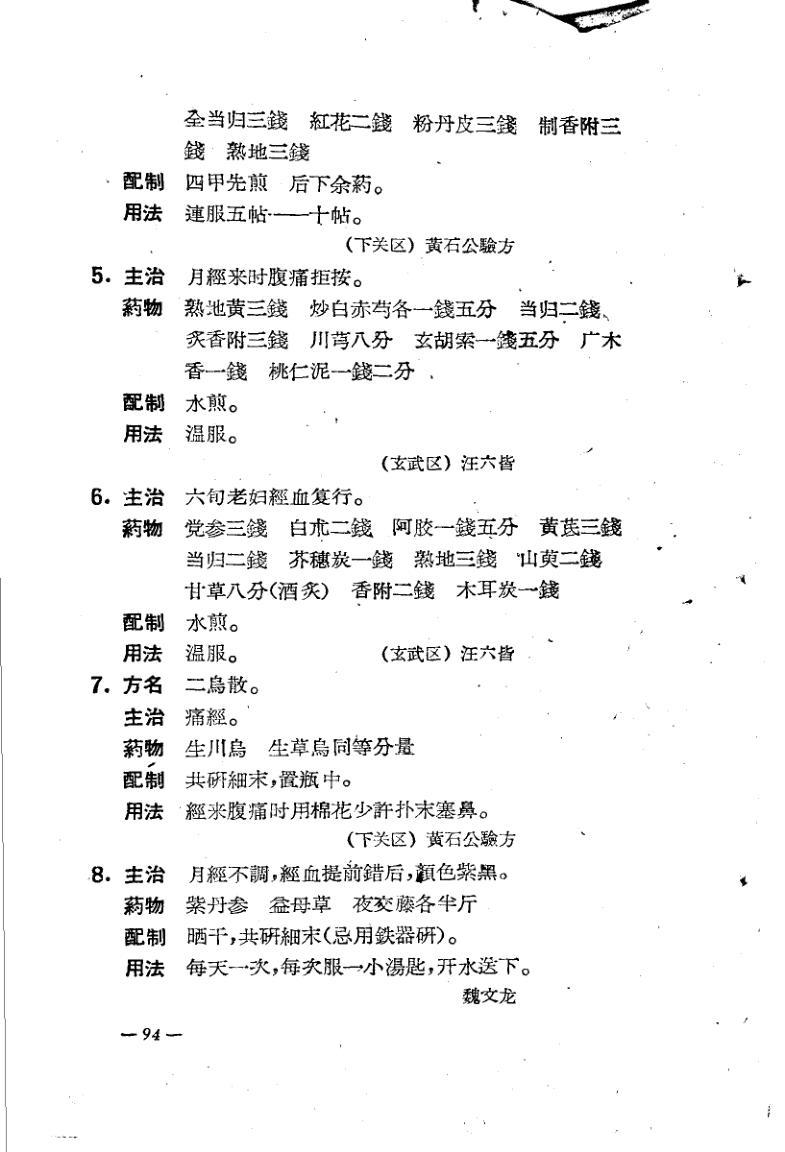 全当归三錢　紅花二錢　粉丹皮三錢　制香附三
錢　熟地三錢
配制　四甲先煎　后下余葯。
用法　連服五帖——十帖。
(下关区) 黄石公驗方
5. 主治　月經来时腹痛拒按。
葯物　熟地黄三錢　炒白赤芍各一錢五分　当归二錢、
炙香附三錢　川芎八分　玄胡索一錢五分　广木
香一錢　桃仁泥一錢二分
配制　水煎。
用法　温服。
(玄武区) 汪六皆
6. 主治　六旬老妇經血复行。
葯物　党参三錢　白朮二錢　阿胶一錢五分　黄芪三錢
当归二錢　芥穗炭一錢　熟地三錢　山萸二錢
甘草八分(酒炙)　香附二錢　木耳炭一錢
配制　水煎。
用法　温服。　(玄武区) 汪六皆
7. 方名　二烏散。
主治　痛經。
葯物　生川烏　生草烏同等分量
配制　共研細末，置瓶中。
用法　經来腹痛时用棉花少許扑末塞鼻。
(下关区) 黄石公驗方
8. 主治　月經不調，經血提前錯后，顏色紫黑。
葯物　紫丹参　益母草　夜交藤各半斤
配制　晒干，共研細末(忌用鉄器研)。
用法　每天一次，每次服一小湯匙，开水送下。
魏文龙
— 94 —